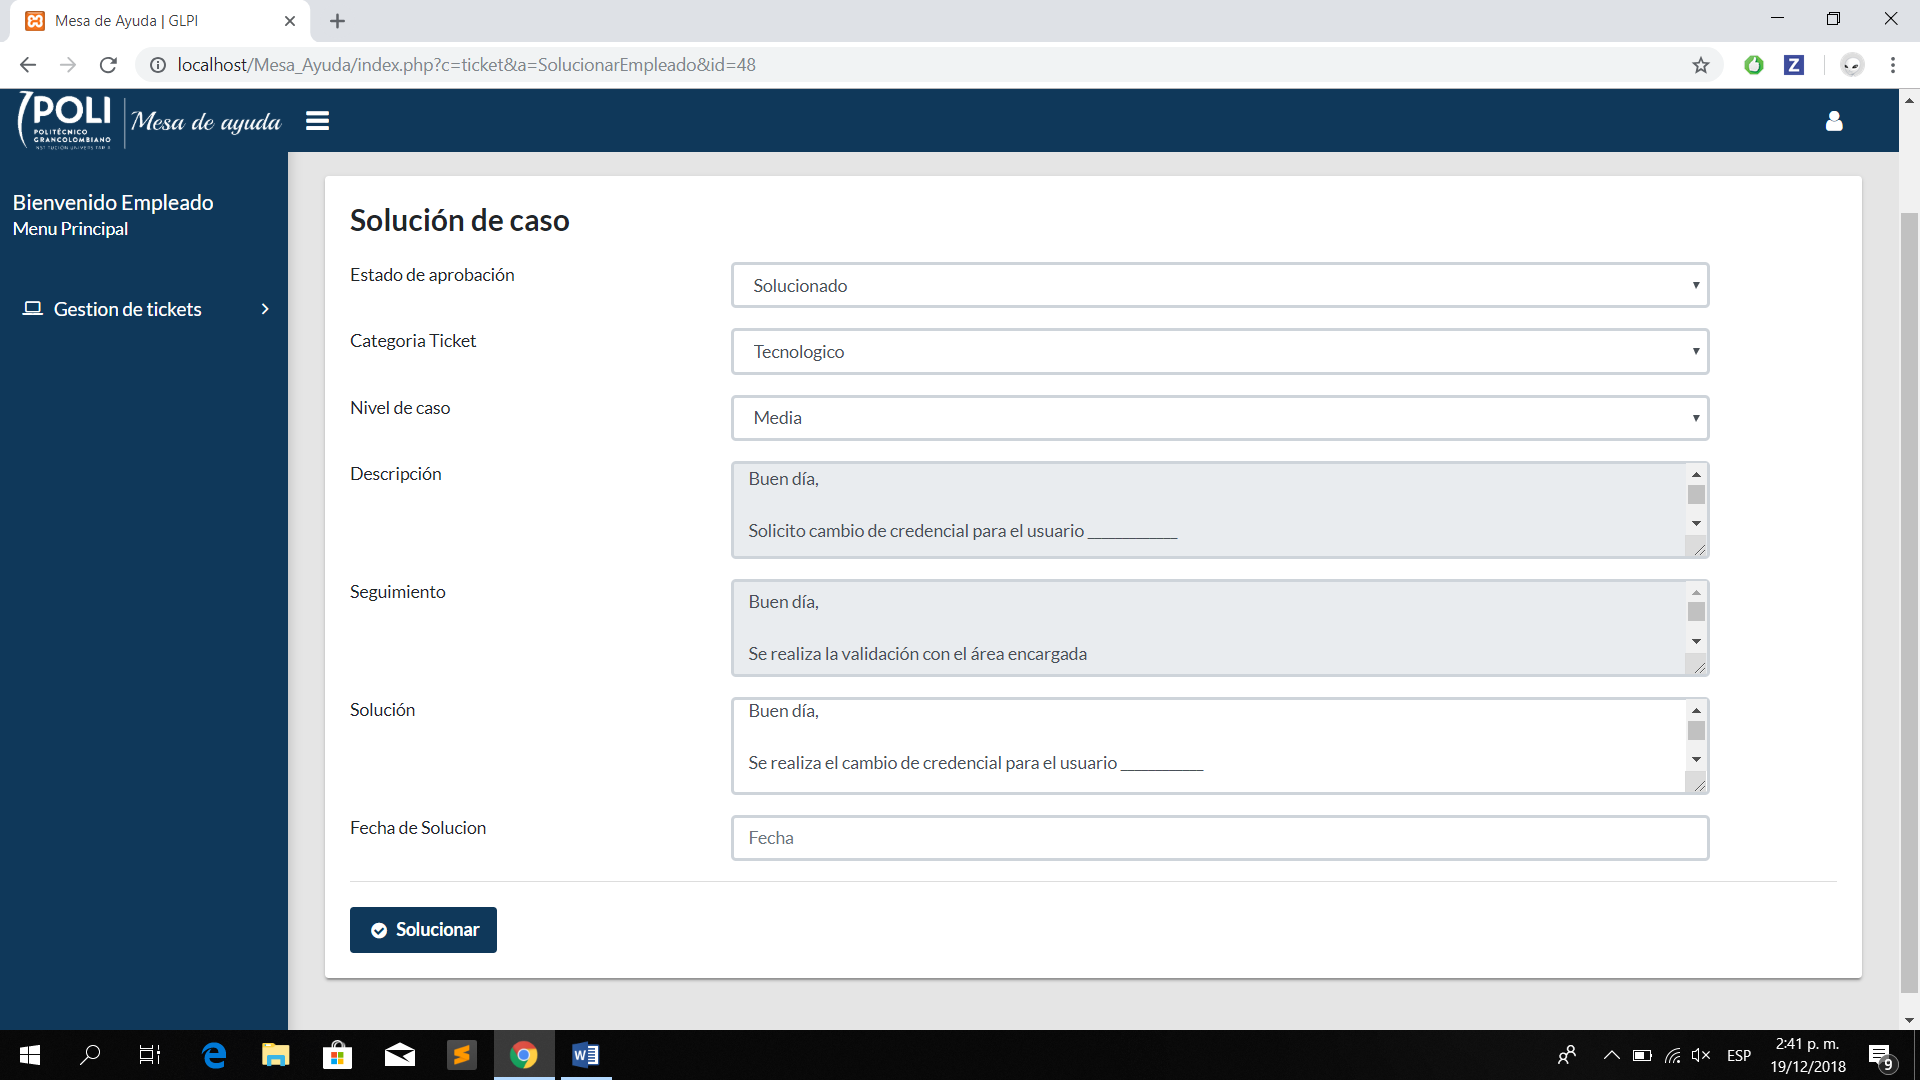 Mesa de Ayuda | GLPI
localhost/Mesa_Ayuda/index.php?c=ticket&a=SolucionarEmpleado&id=48
POLI
POLITÉCNICO
GRANCOLOMBIANO
Mesa de ayuda
Bienvenido Empleado
Menu Principal
Gestion de tickets
Solución de caso
Estado de aprobación
Solucionado
Categoria Ticket
Tecnologico
Nivel de caso
Media
Descripción
Buen día,
Solicito cambio de credencial para el usuario ____________
Seguimiento
Buen día,
Se realiza la validación con el área encargada
Solución
Buen día,
Se realiza el cambio de credencial para el usuario ___________
Fecha de Solucion
Fecha
Solucionar
ESP
2:41 p. m.
19/12/2018
9